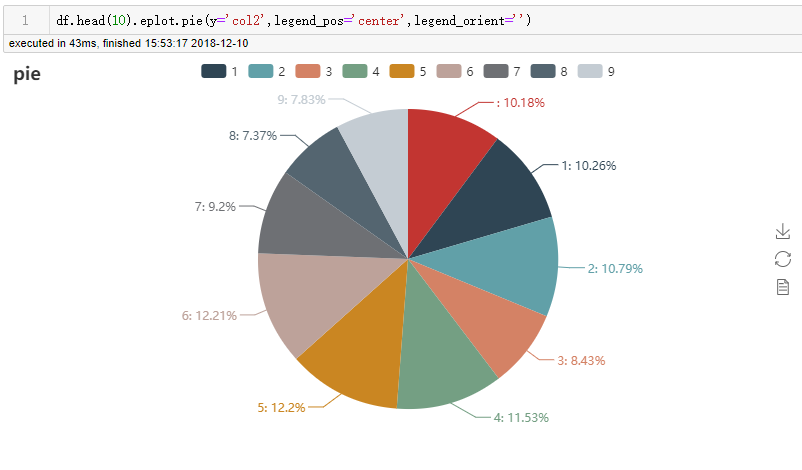 1 df.head(10).eplot.pie(y='col2',legend_pos='center',legend_orient='')
executed in 43ms, finished 15:53:17 2018-12-10
pie
1 2 3 4 5 6 7 8 9
9: 7.83%
: 10.18%
8: 7.37%
1: 10.26%
7: 9.2%
2: 10.79%
6: 12.21%
3: 8.43%
5: 12.2%
4: 11.53%